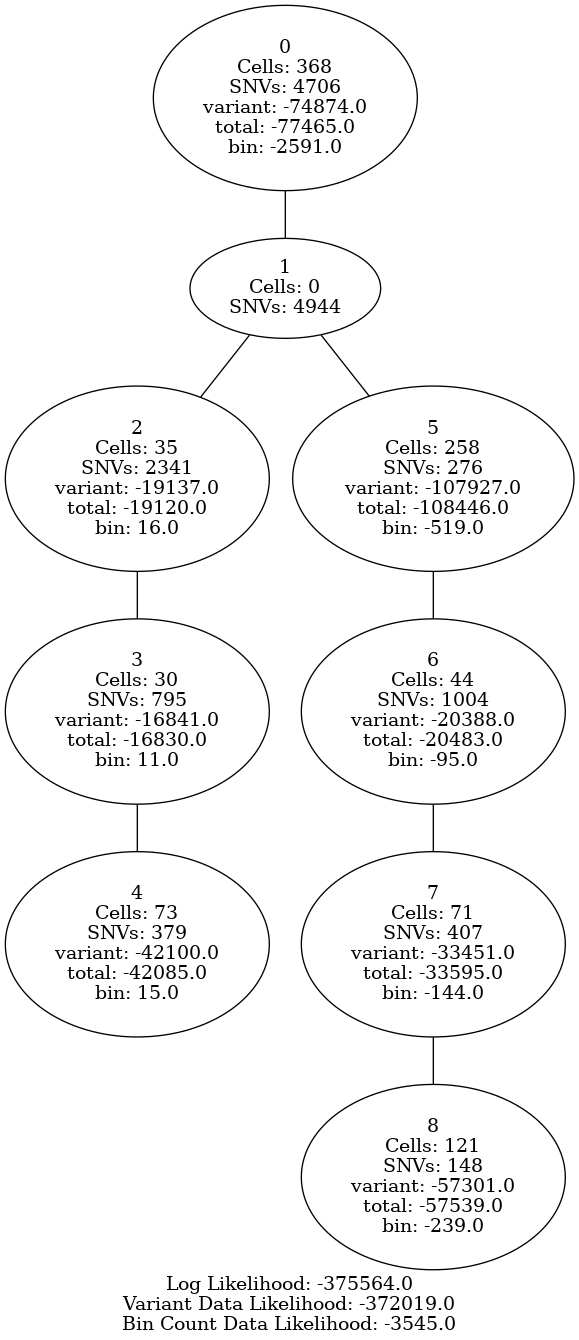 0
Cells: 368
SNVs: 4706
variant: -74874.0
total: -77465.0
bin: -2591.0
1
Cells: 0
SNVs: 4944
2
Cells: 35
SNVs: 2341
variant: -19137.0
total: -19120.0
bin: 16.0
5
Cells: 258
SNVs: 276
variant: -107927.0
total: -108446.0
bin: -519.0
3
Cells: 30
SNVs: 795
variant: -16841.0
total: -16830.0
bin: 11.0
6
Cells: 44
SNVs: 1004
variant: -20388.0
total: -20483.0
bin: -95.0
4
Cells: 73
SNVs: 379
variant: -42100.0
total: -42085.0
bin: 15.0
7
Cells: 71
SNVs: 407
variant: -33451.0
total: -33595.0
bin: -144.0
8
Cells: 121
SNVs: 148
variant: -57301.0
total: -57539.0
bin: -239.0
Log Likelihood: -375564.0
Variant Data Likelihood: -372019.0
Bin Count Data Likelihood: -3545.0